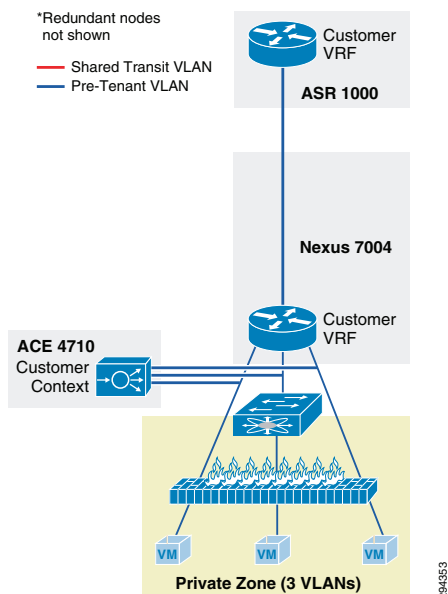 *Redundant nodes
not shown
Shared Transit VLAN
Pre-Tenant VLAN
Customer
VRF
ASR 1000
Nexus 7004
Customer
VRF
ACE 4710
Customer
Context
VM
VM
VM
Private Zone (3 VLANs)